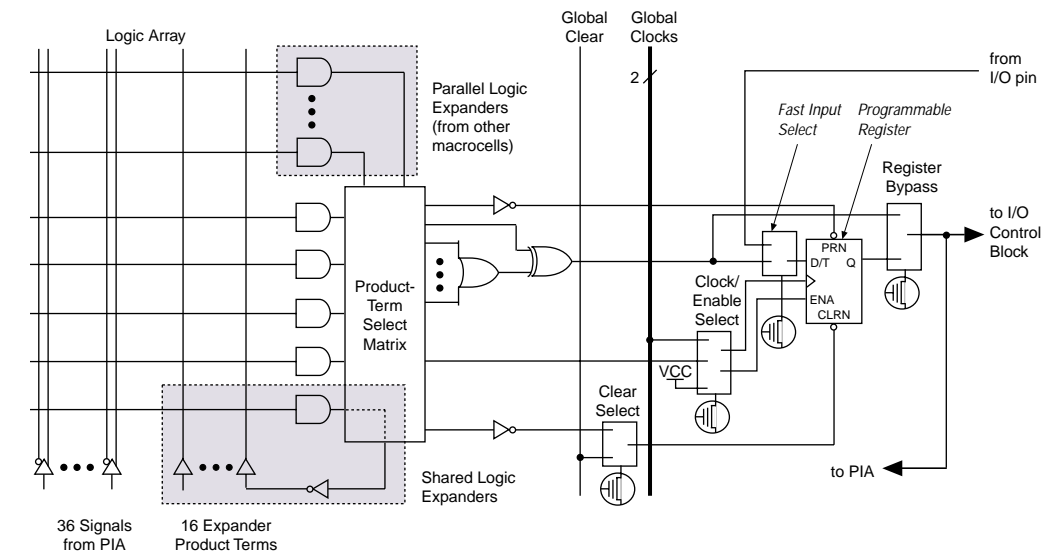 Global
Clear
Global
Clocks
Logic Array
from
I/O pin
2
Parallel Logic
Expanders
(from other
macrocells)
Fast Input
Select
Programmable
Register
Register
Bypass
to I/O
Control
Block
PRN
D/T
Q
Product-
Term
Select
Matrix
Clock/
Enable
Select
ENA
CLRN
VCC
Clear
Select
to PIA
Shared Logic
Expanders
36 Signals
from PIA
16 Expander
Product Terms